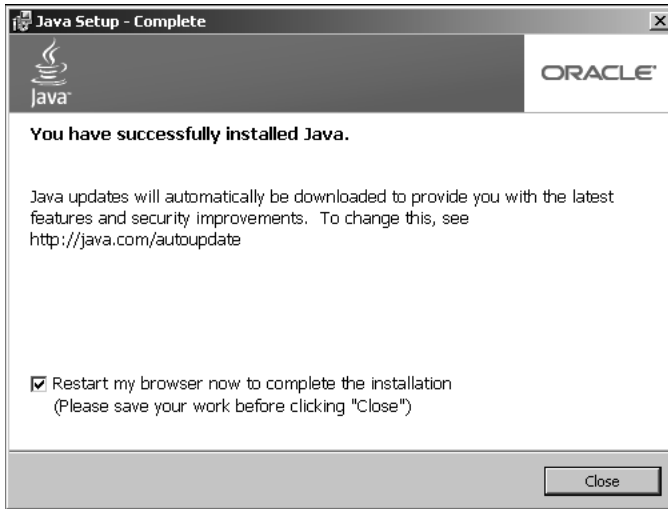 Java Setup - Complete
Java
ORACLE
You have successfully installed Java.
Java updates will automatically be downloaded to provide you with the latest
features and security improvements.  To change this, see
http://java.com/autoupdate
Restart my browser now to complete the installation
(Please save your work before clicking "Close")
Close